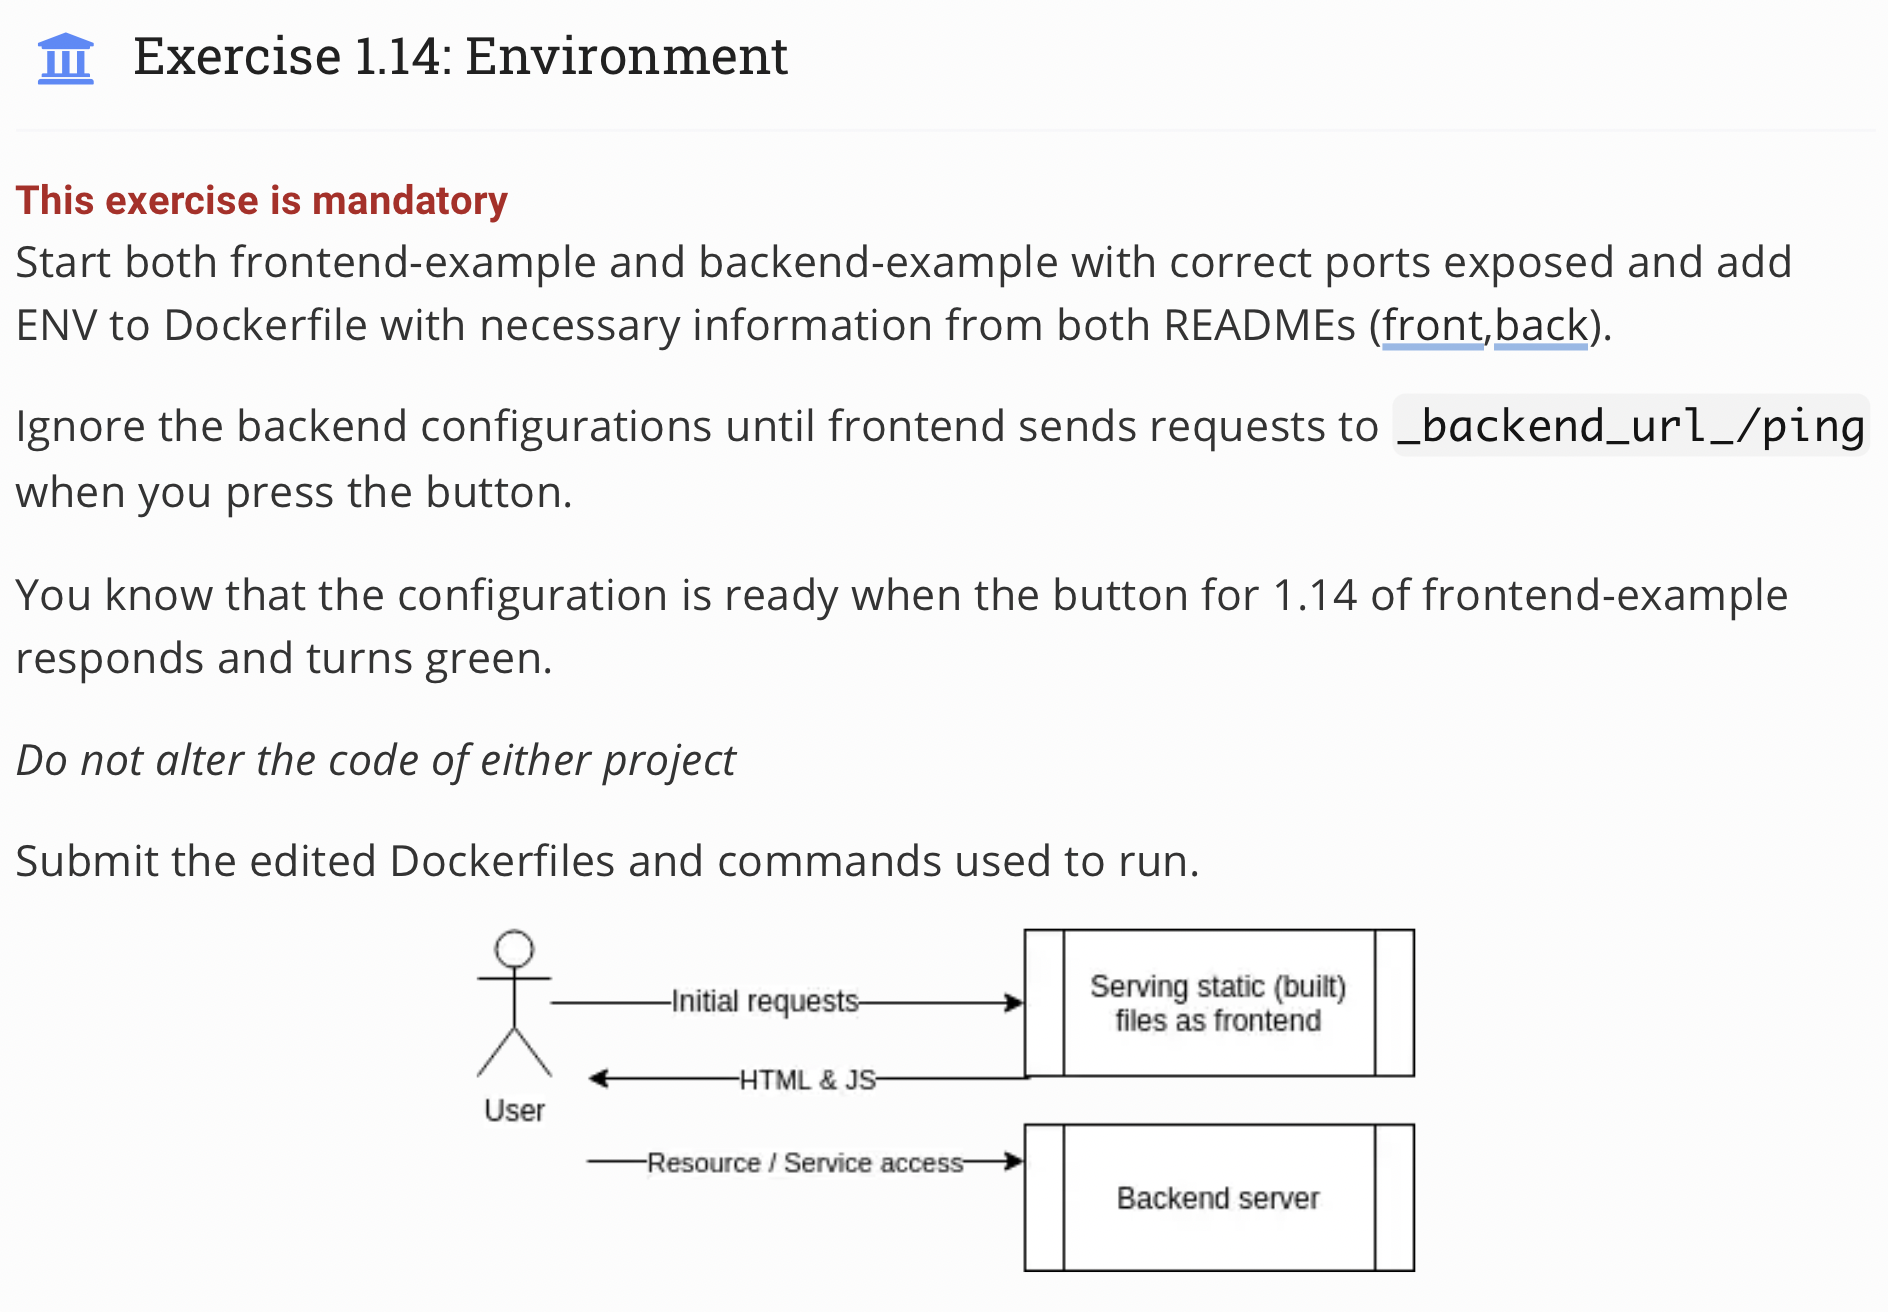 Exercise 1.14: Environment
This exercise is mandatory
Start both frontend-example and backend-example with correct ports exposed and add
ENV to Dockerfile with necessary information from both READMEs (front,back).
Ignore the backend configurations until frontend sends requests to _backend_url_/ping
when you press the button.
You know that the configuration is ready when the button for 1.14 of frontend-example
responds and turns green.
Do not alter the code of either project
Submit the edited Dockerfiles and commands used to run.
Initial requests
Serving static (built)
files as frontend
HTML & JS
User
Resource / Service access
Backend server